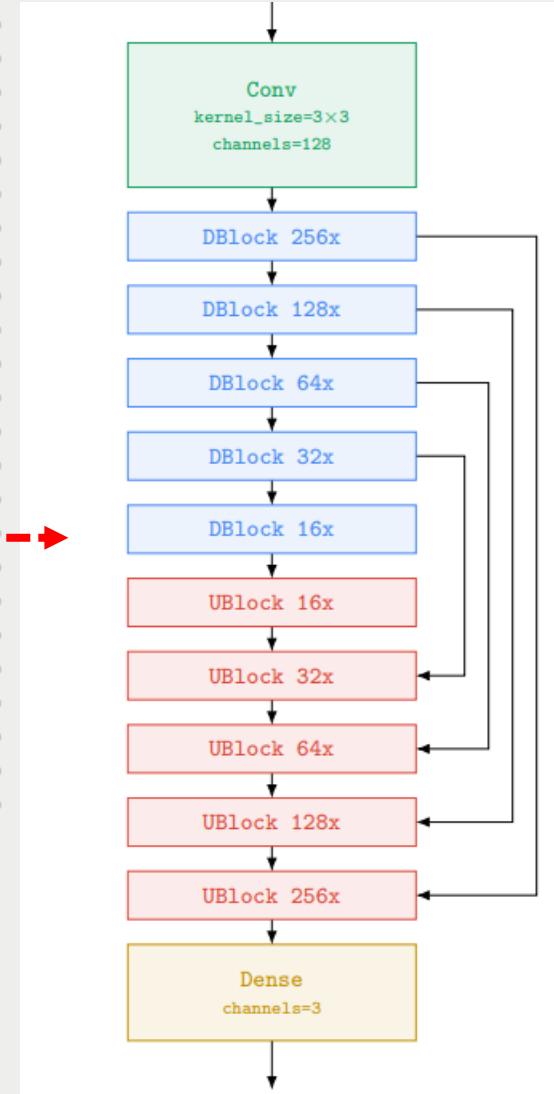 Conv
kernel_size=3×3
channels=128
DBlock 256x
DBlock 128x
DBlock 64x
DBlock 32x
DBlock 16x
UBlock 16x
UBlock 32x
UBlock 64x
UBlock 128x
UBlock 256x
Dense
channels=3